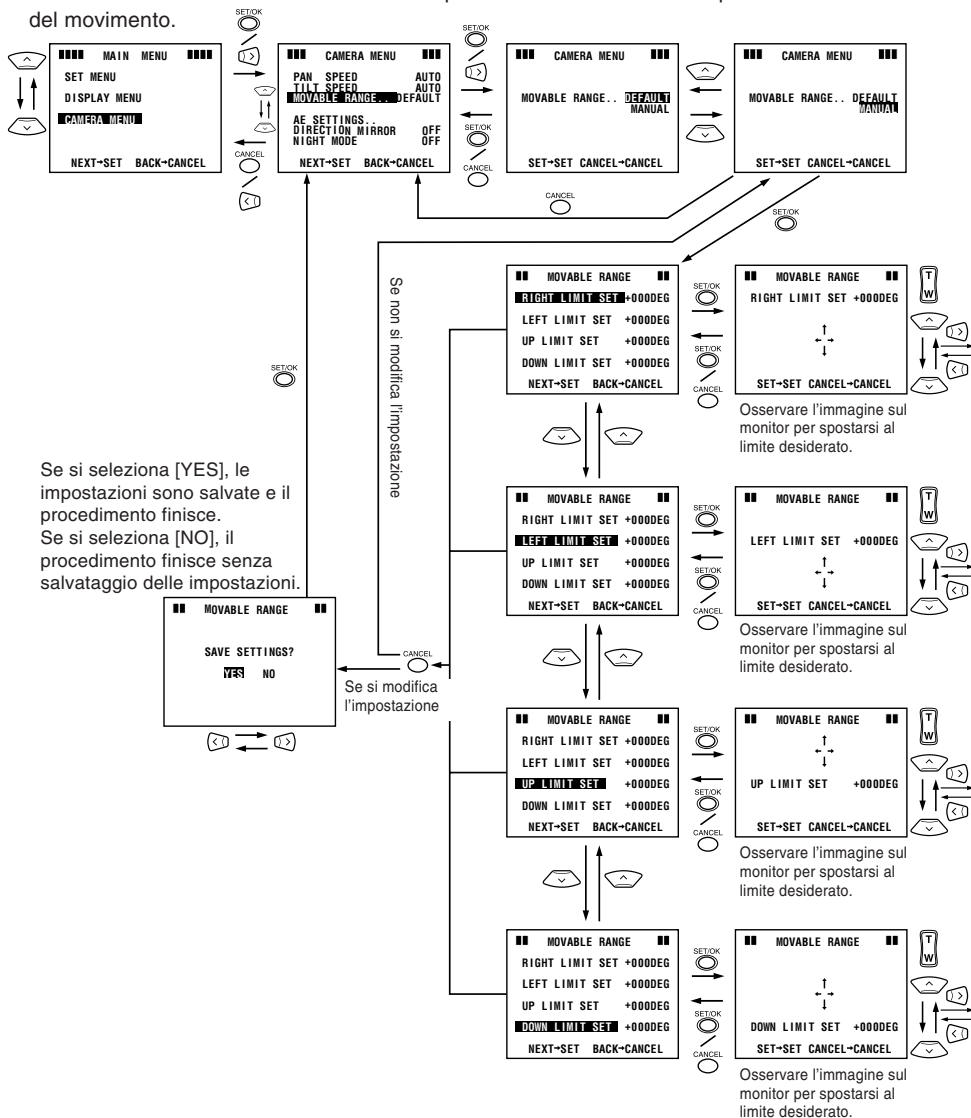 del movimento.
SET/OK
MAIN MENU
SET MENU
DISPLAY MENU
CAMERA MENU
NEXT→SET BACK→CANCEL
CANCEL
CAMERA MENU
PAN SPEED AUTO
TILT SPEED AUTO
MOVABLE RANGE.. DEFAULT
AE SETTINGS..
DIRECTION MIRROR OFF
NIGHT MODE OFF
NEXT→SET BACK→CANCEL
SET/OK
SET/OK
CANCEL
CAMERA MENU
MOVABLE RANGE.. DEFAULT
MANUAL
SET→SET CANCEL→CANCEL
CAMERA MENU
MOVABLE RANGE.. DEFAULT
MANUAL
SET→SET CANCEL→CANCEL
CANCEL
SET/OK
Se non si modifica l'impostazione
SET/OK
MOVABLE RANGE
RIGHT LIMIT SET +000DEG
LEFT LIMIT SET +000DEG
UP LIMIT SET +000DEG
DOWN LIMIT SET +000DEG
NEXT→SET BACK→CANCEL
SET/OK
SET/OK
CANCEL
MOVABLE RANGE
RIGHT LIMIT SET +000DEG
SET→SET CANCEL→CANCEL
T
W
Osservare l'immagine sul
monitor per spostarsi al
limite desiderato.
Se si seleziona [YES], le
impostazioni sono salvate e il
procedimento finisce.
Se si seleziona [NO], il
procedimento finisce senza
salvataggio delle impostazioni.
MOVABLE RANGE
RIGHT LIMIT SET +000DEG
LEFT LIMIT SET +000DEG
UP LIMIT SET +000DEG
DOWN LIMIT SET +000DEG
NEXT→SET BACK→CANCEL
SET/OK
SET/OK
CANCEL
MOVABLE RANGE
LEFT LIMIT SET +000DEG
SET→SET CANCEL→CANCEL
T
W
Osservare l'immagine sul
monitor per spostarsi al
limite desiderato.
MOVABLE RANGE
SAVE SETTINGS?
YES NO
CANCEL
Se si modifica
l'impostazione
MOVABLE RANGE
RIGHT LIMIT SET +000DEG
LEFT LIMIT SET +000DEG
UP LIMIT SET +000DEG
DOWN LIMIT SET +000DEG
NEXT→SET BACK→CANCEL
SET/OK
SET/OK
CANCEL
MOVABLE RANGE
UP LIMIT SET +000DEG
SET→SET CANCEL→CANCEL
T
W
Osservare l'immagine sul
monitor per spostarsi al
limite desiderato.
MOVABLE RANGE
RIGHT LIMIT SET +000DEG
LEFT LIMIT SET +000DEG
UP LIMIT SET +000DEG
DOWN LIMIT SET +000DEG
NEXT→SET BACK→CANCEL
SET/OK
SET/OK
CANCEL
MOVABLE RANGE
DOWN LIMIT SET +000DEG
SET→SET CANCEL→CANCEL
T
W
Osservare l'immagine sul
monitor per spostarsi al
limite desiderato.